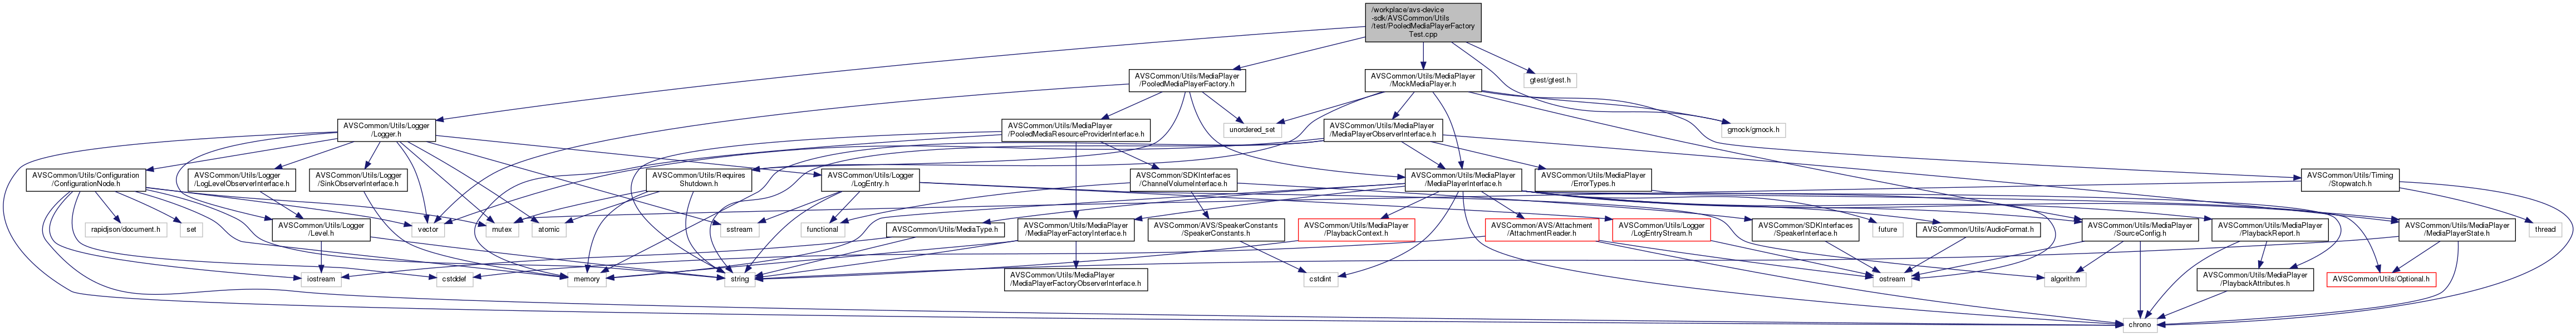 /workplace/avs-device
-sdk/AVSCommon/Utils
/test/PooledMediaPlayerFactory
Test.cpp
AVSCommon/Utils/MediaPlayer
/PooledMediaPlayerFactory.h
AVSCommon/Utils/MediaPlayer
/MockMediaPlayer.h
gtest/gtest.h
AVSCommon/Utils/Logger
/Logger.h
AVSCommon/Utils/MediaPlayer
/PooledMediaResourceProviderInterface.h
unordered_set
AVSCommon/Utils/MediaPlayer
/MediaPlayerObserverInterface.h
gmock/gmock.h
AVSCommon/Utils/Configuration
/ConfigurationNode.h
AVSCommon/Utils/Logger
/LogLevelObserverInterface.h
AVSCommon/Utils/Logger
/SinkObserverInterface.h
AVSCommon/Utils/Requires
Shutdown.h
AVSCommon/Utils/Logger
/LogEntry.h
AVSCommon/SDKInterfaces
/ChannelVolumeInterface.h
AVSCommon/Utils/MediaPlayer
/MediaPlayerInterface.h
AVSCommon/Utils/MediaPlayer
/ErrorTypes.h
AVSCommon/Utils/Timing
/Stopwatch.h
rapidjson/document.h
set
AVSCommon/Utils/Logger
/Level.h
vector
mutex
atomic
sstream
functional
AVSCommon/Utils/MediaType.h
AVSCommon/Utils/MediaPlayer
/MediaPlayerFactoryInterface.h
AVSCommon/AVS/SpeakerConstants
/SpeakerConstants.h
AVSCommon/Utils/MediaPlayer
/PlaybackContext.h
AVSCommon/AVS/Attachment
/AttachmentReader.h
AVSCommon/Utils/Logger
/LogEntryStream.h
AVSCommon/SDKInterfaces
/SpeakerInterface.h
future
AVSCommon/Utils/AudioFormat.h
AVSCommon/Utils/MediaPlayer
/SourceConfig.h
AVSCommon/Utils/MediaPlayer
/PlaybackReport.h
AVSCommon/Utils/MediaPlayer
/MediaPlayerState.h
thread
iostream
cstddef
memory
string
AVSCommon/Utils/MediaPlayer
/MediaPlayerFactoryObserverInterface.h
cstdint
ostream
algorithm
AVSCommon/Utils/MediaPlayer
/PlaybackAttributes.h
AVSCommon/Utils/Optional.h
chrono